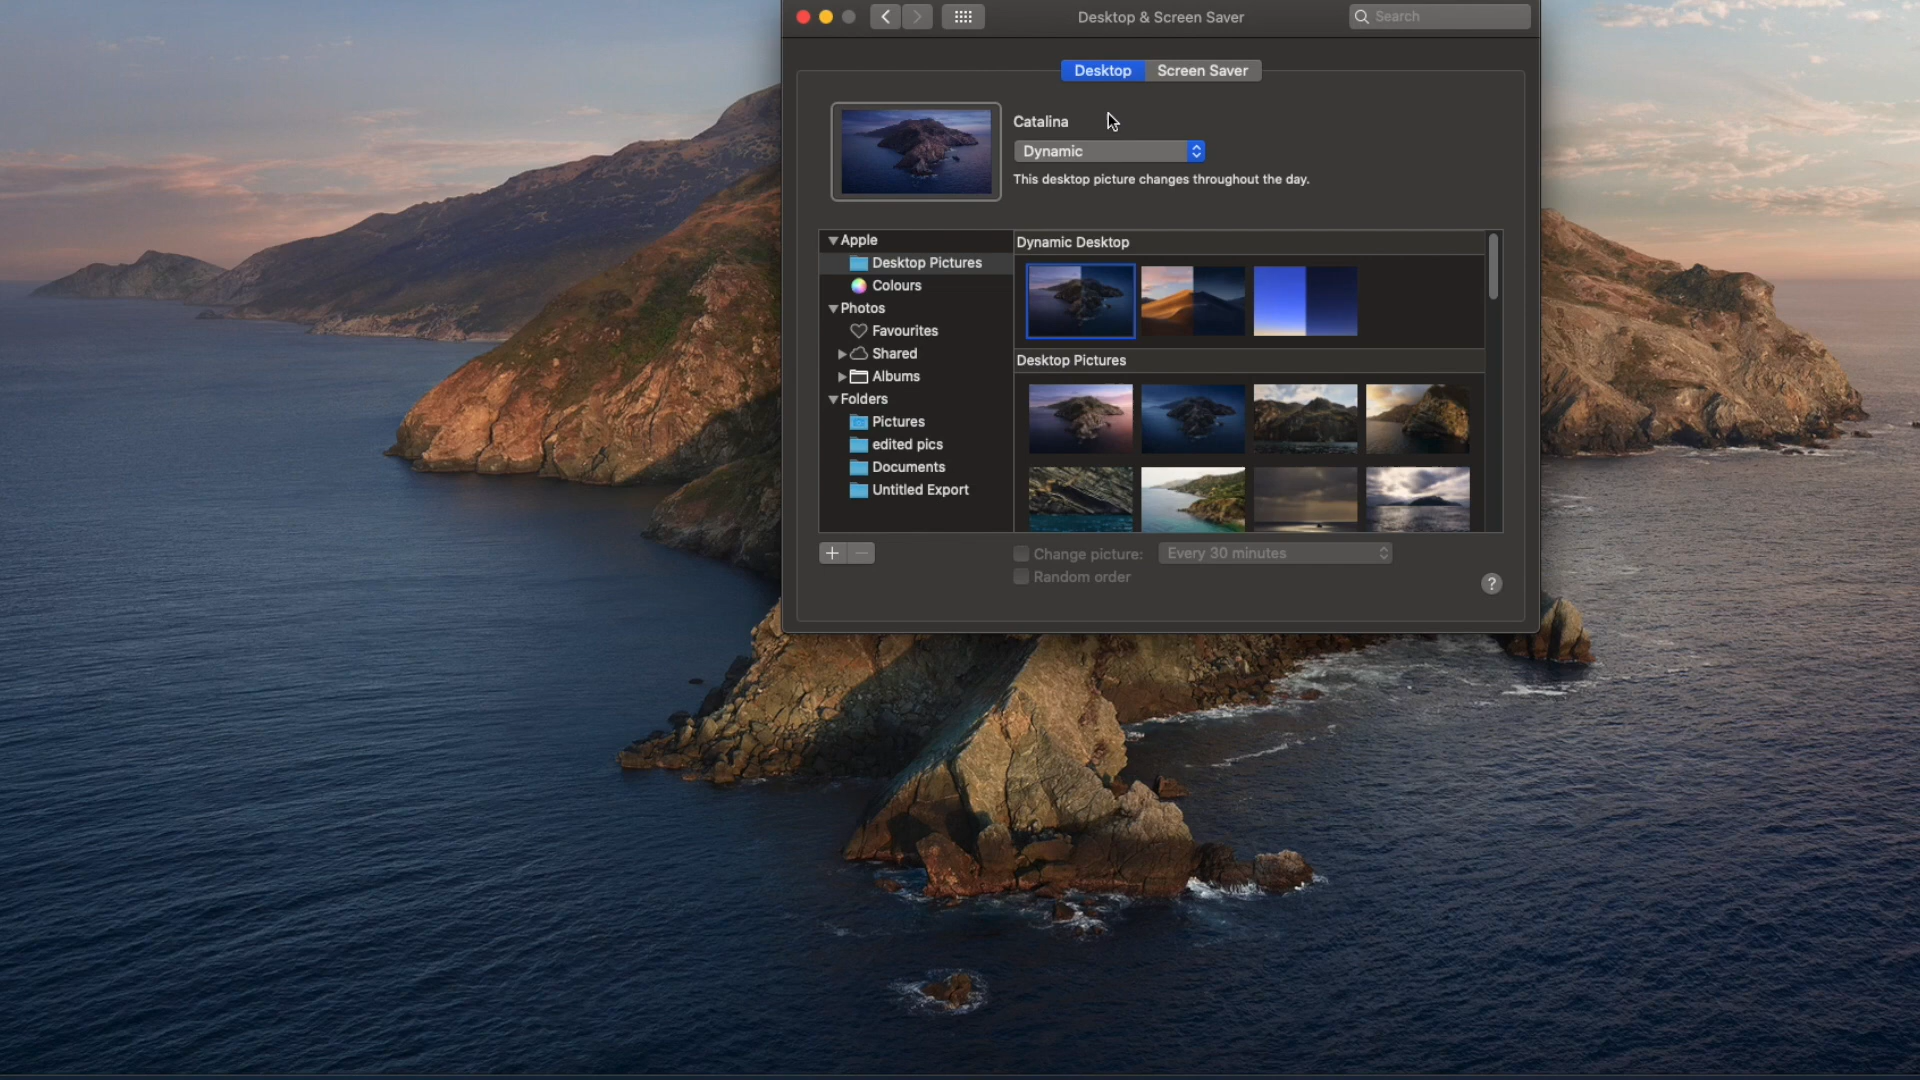 Desktop & Screen Saver
Search
Desktop
Screen Saver
Catalina
Dynamic
This desktop picture changes throughout the day.
Apple
Desktop Pictures
Colours
Photos
Favourites
Shared
Albums
Folders
Pictures
edited pics
Documents
Untitled Export
Dynamic Desktop
Desktop Pictures
Change picture:
Every 30 minutes
Random order
?